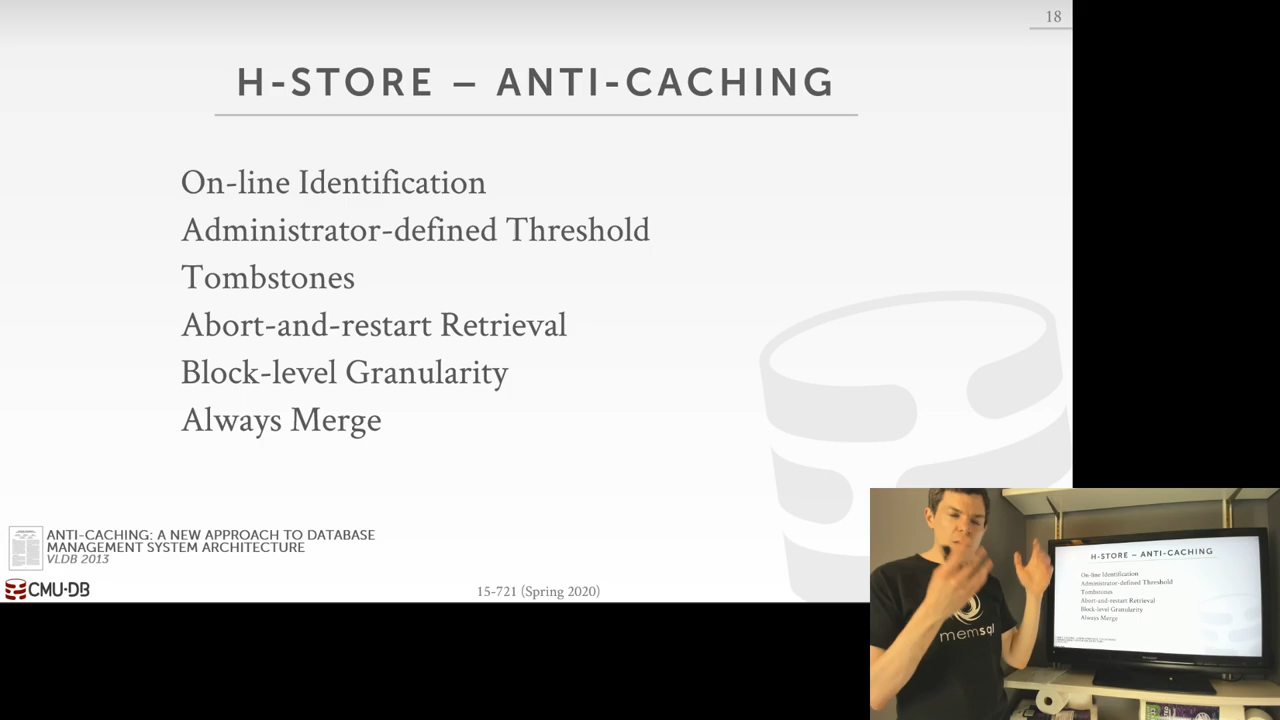 18
H-STORE – ANTI-CACHING
On-line Identification
Administrator-defined Threshold
Tombstones
Abort-and-restart Retrieval
Block-level Granularity
Always Merge
ANTI-CACHING: A NEW APPROACH TO DATABASE
MANAGEMENT SYSTEM ARCHITECTURE
VLDB 2013
CMU·DB
15-721 (Spring 2020)
memsql
H-STORE – ANTI-CACHING
On-line Identification
Administrator-defined Threshold
Tombstones
Abort-and-restart Retrieval
Block-level Granularity
Always Merge